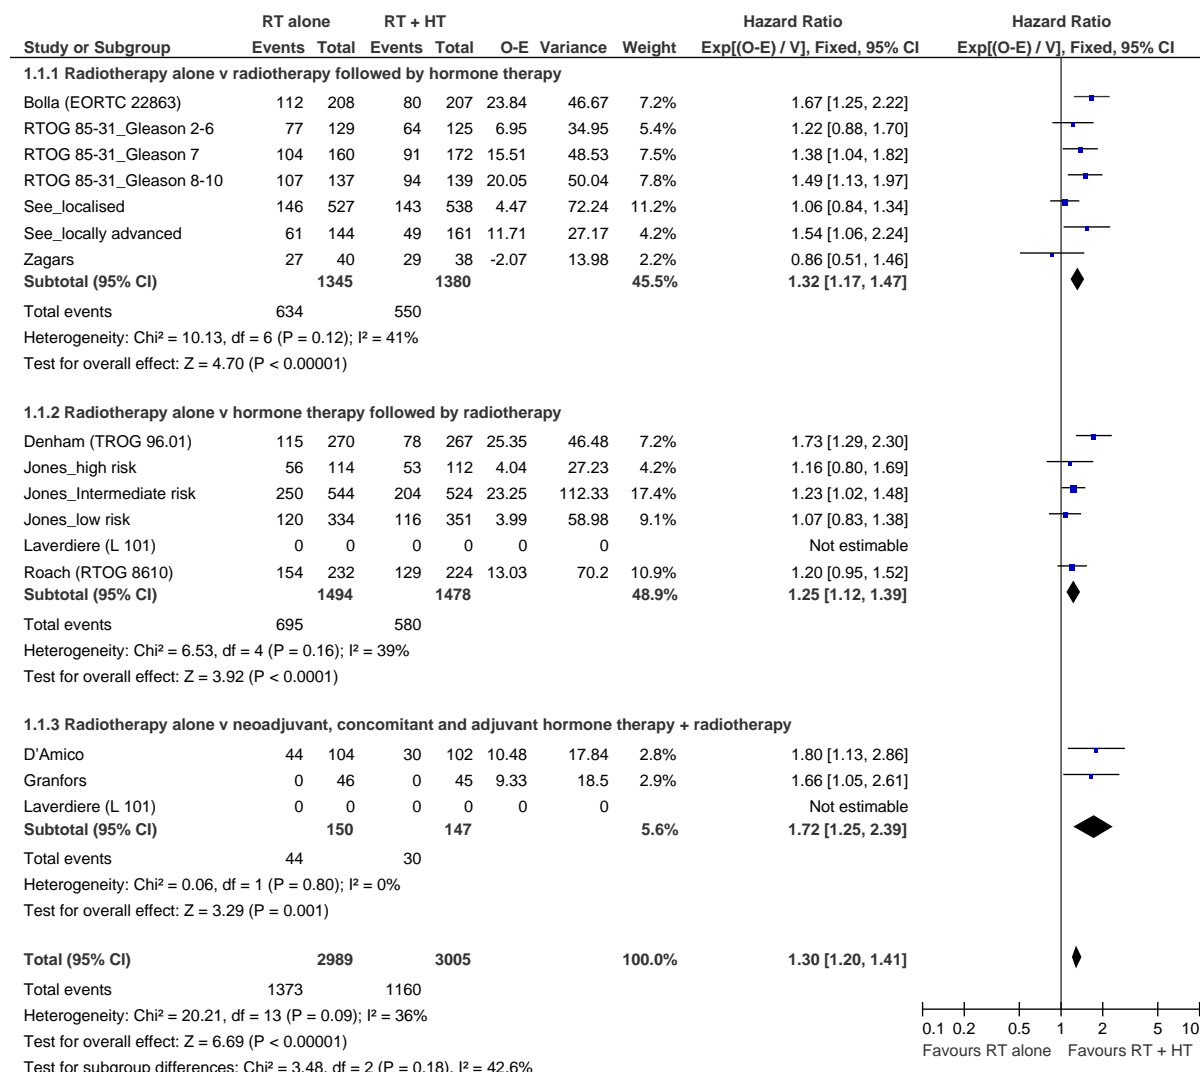 RT alone RT + HT Hazard Ratio Hazard Ratio
Study or Subgroup Events Total Events Total O-E Variance Weight Exp[(O-E) / V], Fixed, 95% CI Exp[(O-E) / V], Fixed, 95% CI
1.1.1 Radiotherapy alone v radiotherapy followed by hormone therapy
Bolla (EORTC 22863) 112 208 80 207 23.84 46.67 7.2% 1.67 [1.25, 2.22]
RTOG 85-31_Gleason 2-6 77 129 64 125 6.95 34.95 5.4% 1.22 [0.88, 1.70]
RTOG 85-31_Gleason 7 104 160 91 172 15.51 48.53 7.5% 1.38 [1.04, 1.82]
RTOG 85-31_Gleason 8-10 107 137 94 139 20.05 50.04 7.8% 1.49 [1.13, 1.97]
See_localised 146 527 143 538 4.47 72.24 11.2% 1.06 [0.84, 1.34]
See_locally advanced 61 144 49 161 11.71 27.17 4.2% 1.54 [1.06, 2.24]
Zagars 27 40 29 38 -2.07 13.98 2.2% 0.86 [0.51, 1.46]
Subtotal (95% CI) 1345 1380 45.5% 1.32 [1.17, 1.47]
Total events 634 550
Heterogeneity: Chi² = 10.13, df = 6 (P = 0.12); I² = 41%
Test for overall effect: Z = 4.70 (P < 0.00001)
1.1.2 Radiotherapy alone v hormone therapy followed by radiotherapy
Denham (TROG 96.01) 115 270 78 267 25.35 46.48 7.2% 1.73 [1.29, 2.30]
Jones_high risk 56 114 53 112 4.04 27.23 4.2% 1.16 [0.80, 1.69]
Jones_Intermediate risk 250 544 204 524 23.25 112.33 17.4% 1.23 [1.02, 1.48]
Jones_low risk 120 334 116 351 3.99 58.98 9.1% 1.07 [0.83, 1.38]
Laverdiere (L 101) 0 0 0 0 0 0 Not estimable
Roach (RTOG 8610) 154 232 129 224 13.03 70.2 10.9% 1.20 [0.95, 1.52]
Subtotal (95% CI) 1494 1478 48.9% 1.25 [1.12, 1.39]
Total events 695 580
Heterogeneity: Chi² = 6.53, df = 4 (P = 0.16); I² = 39%
Test for overall effect: Z = 3.92 (P < 0.0001)
1.1.3 Radiotherapy alone v neoadjuvant, concomitant and adjuvant hormone therapy + radiotherapy
D'Amico 44 104 30 102 10.48 17.84 2.8% 1.80 [1.13, 2.86]
Granfors 0 46 0 45 9.33 18.5 2.9% 1.66 [1.05, 2.61]
Laverdiere (L 101) 0 0 0 0 0 0 Not estimable
Subtotal (95% CI) 150 147 5.6% 1.72 [1.25, 2.39]
Total events 44 30
Heterogeneity: Chi² = 0.06, df = 1 (P = 0.80); I² = 0%
Test for overall effect: Z = 3.29 (P = 0.001)
Total (95% CI) 2989 3005 100.0% 1.30 [1.20, 1.41]
Total events 1373 1160
Heterogeneity: Chi² = 20.21, df = 13 (P = 0.09); I² = 36%
Test for overall effect: Z = 6.69 (P < 0.00001)
Test for subgroup differences: Chi² = 3.48, df = 2 (P = 0.18), I² = 42.6%
0.1 0.2 0.5 1 2 5 10
Favours RT alone Favours RT + HT